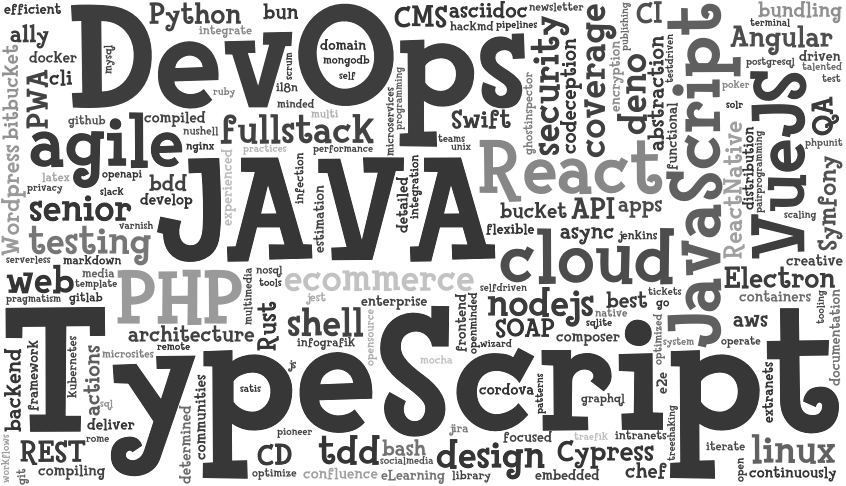 efficient
Python
integrate
bun
CMS
asciidoc
newsletter
hackmd
pipelines
publishing
CI
bundling
terminal
Angular
ally
docker
cli
PWA
bitbucket
Wordpress
DevOps
mysql
domain
mongodb
self
scrum
i18n
minded
ruby
multi
microservices
programming
security
codeception
coverage
encryption
deno
testdriven
abstraction
functional
JavaScript
postgresql
driven
talented
test
poker
solr
QA
phpunit
github
compiled
nushell
nginx
fullstack
practices
performance
Swift
teams
unix
ghostinspector
agile
latex
openapi
privacy
slack
bdd
develop
senior
varnish
experienced
JAVA
infection
estimation
detailed
integration
React
bucket
API
apps
flexible
async
jenkins
ReactNative
distribution
pairprogramming
VueJS
scaling
Symfony
creative
testing
serverless
markdown
web
media
template
pragmatism
gitlab
PHP
multimedia
nosql
tools
ecommerce
jest
enterprise
cloud
selfdriven
nodejs
best
tickets
go
native
Electron
containers
tooling
documentation
architecture
remote
microsites
Rust
shell
infografik
opensource
frontend
openminded
SOAP
sqlite
composer
optimized
system
operate
aws
TypeScript
backend
framework
Kubernetes
actions
sql
deliver
rome
communities
determined
satis
js
mocha
wizard
cordova
patterns
graphql
e2e
extranets
treeshaking
workflows
git
REST
compiling
pioneer
CD
optimize
tdd
confluence
bash
socialmedia
eLearning
jira
design
library
focused
traefik
intranets
Cypress
embedded
chef
iterate
open
linux
continuously